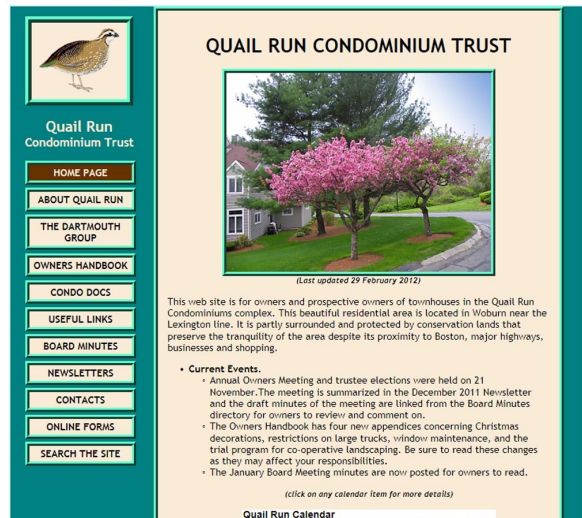 Quail Run
Condominium Trust
HOME PAGE
ABOUT QUAIL RUN
THE DARTMOUTH
GROUP
OWNERS HANDBOOK
CONDO DOCS
USEFUL LINKS
BOARD MINUTES
NEWSLETTERS
CONTACTS
ONLINE FORMS
SEARCH THE SITE
QUAIL RUN CONDOMINIUM TRUST
(Last updated 29 February 2012)
This web site is for owners and prospective owners of townhouses in the Quail Run
Condominiums complex. This beautiful residential area is located in Woburn near the
Lexington line. It is partly surrounded and protected by conservation lands that
preserve the tranquility of the area despite its proximity to Boston, major highways,
businesses and shopping.
• Current Events.
◦ Annual Owners Meeting and trustee elections were held on 21
November.The meeting is summarized in the December 2011 Newsletter
and the draft minutes of the meeting are linked from the Board Minutes
directory for owners to review and comment on.
◦ The Owners Handbook has four new appendices concerning Christmas
decorations, restrictions on large trucks, window maintenance, and the
trial program for co-operative landscaping. Be sure to read these changes
as they may affect your responsibilities.
◦ The January Board Meeting minutes are now posted for owners to read.
(click on any calendar item for more details)
Quail Run Calendar